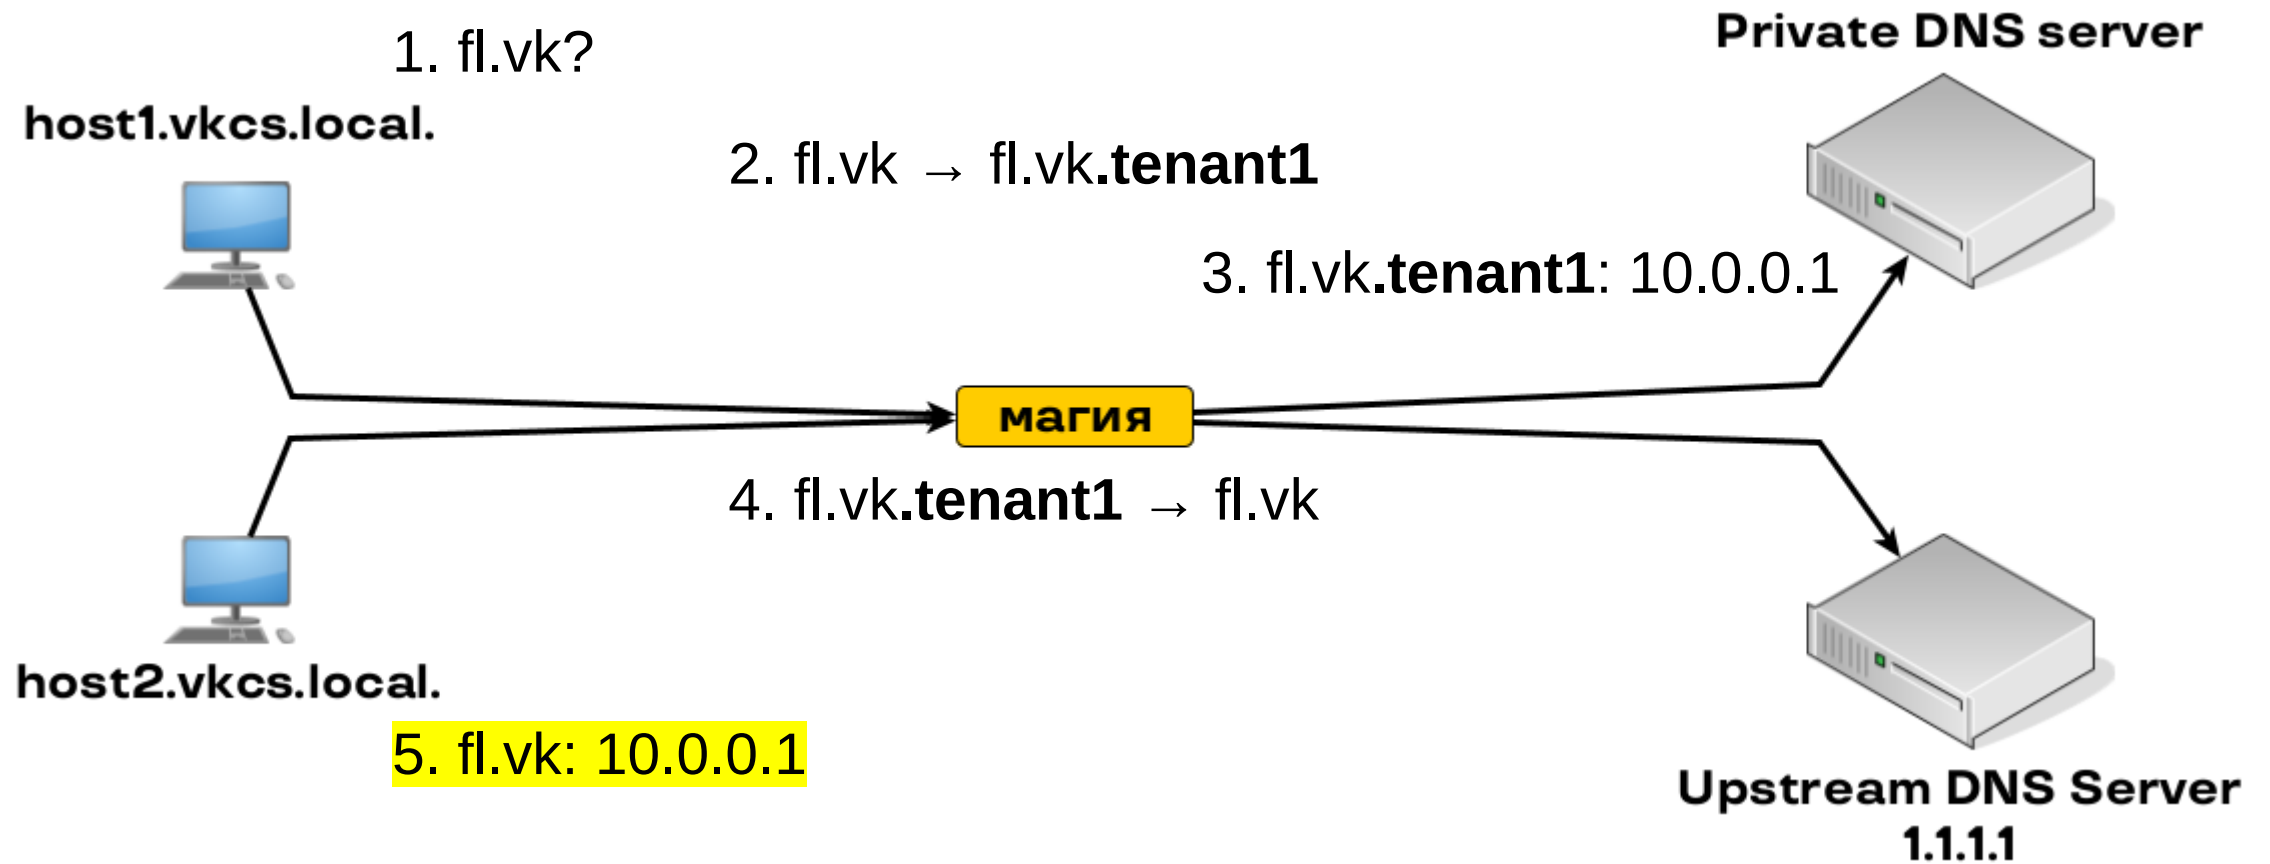 Private DNS server
1. fl.vk?
host1.vkcs.local.
2. fl.vk → fl.vk.tenant1
3. fl.vk.tenant1: 10.0.0.1
магия
4. fl.vk.tenant1 → fl.vk
host2.vkcs.local.
5. fl.vk: 10.0.0.1
Upstream DNS Server
1.1.1.1